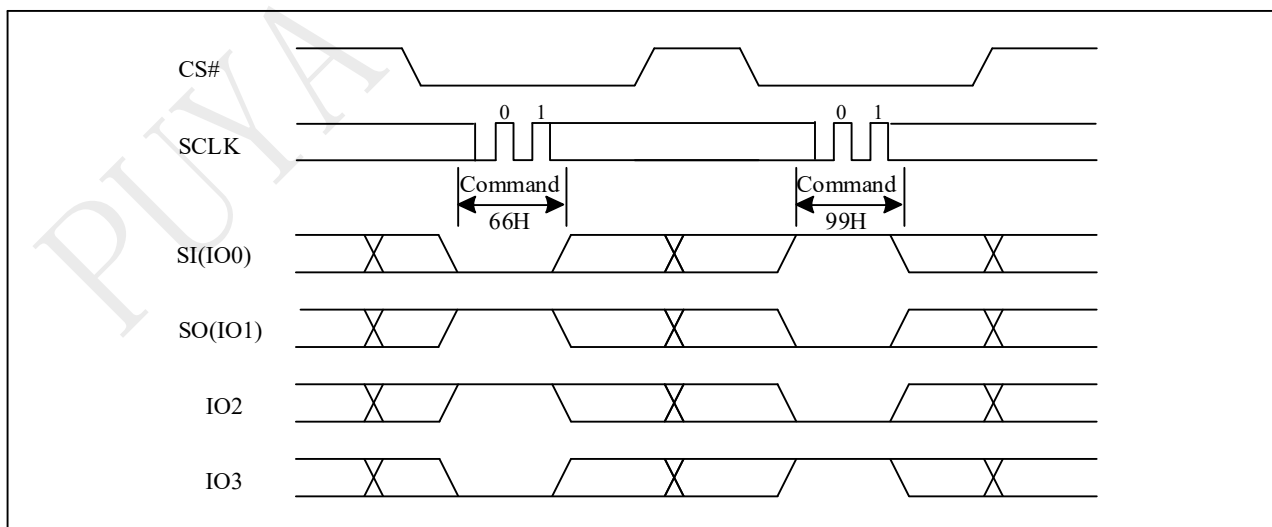 PUYA
CS#
0 1 0 1
SCLK
Command Command
66H 99H
SI(IO0)
SO(IO1)
IO2
IO3